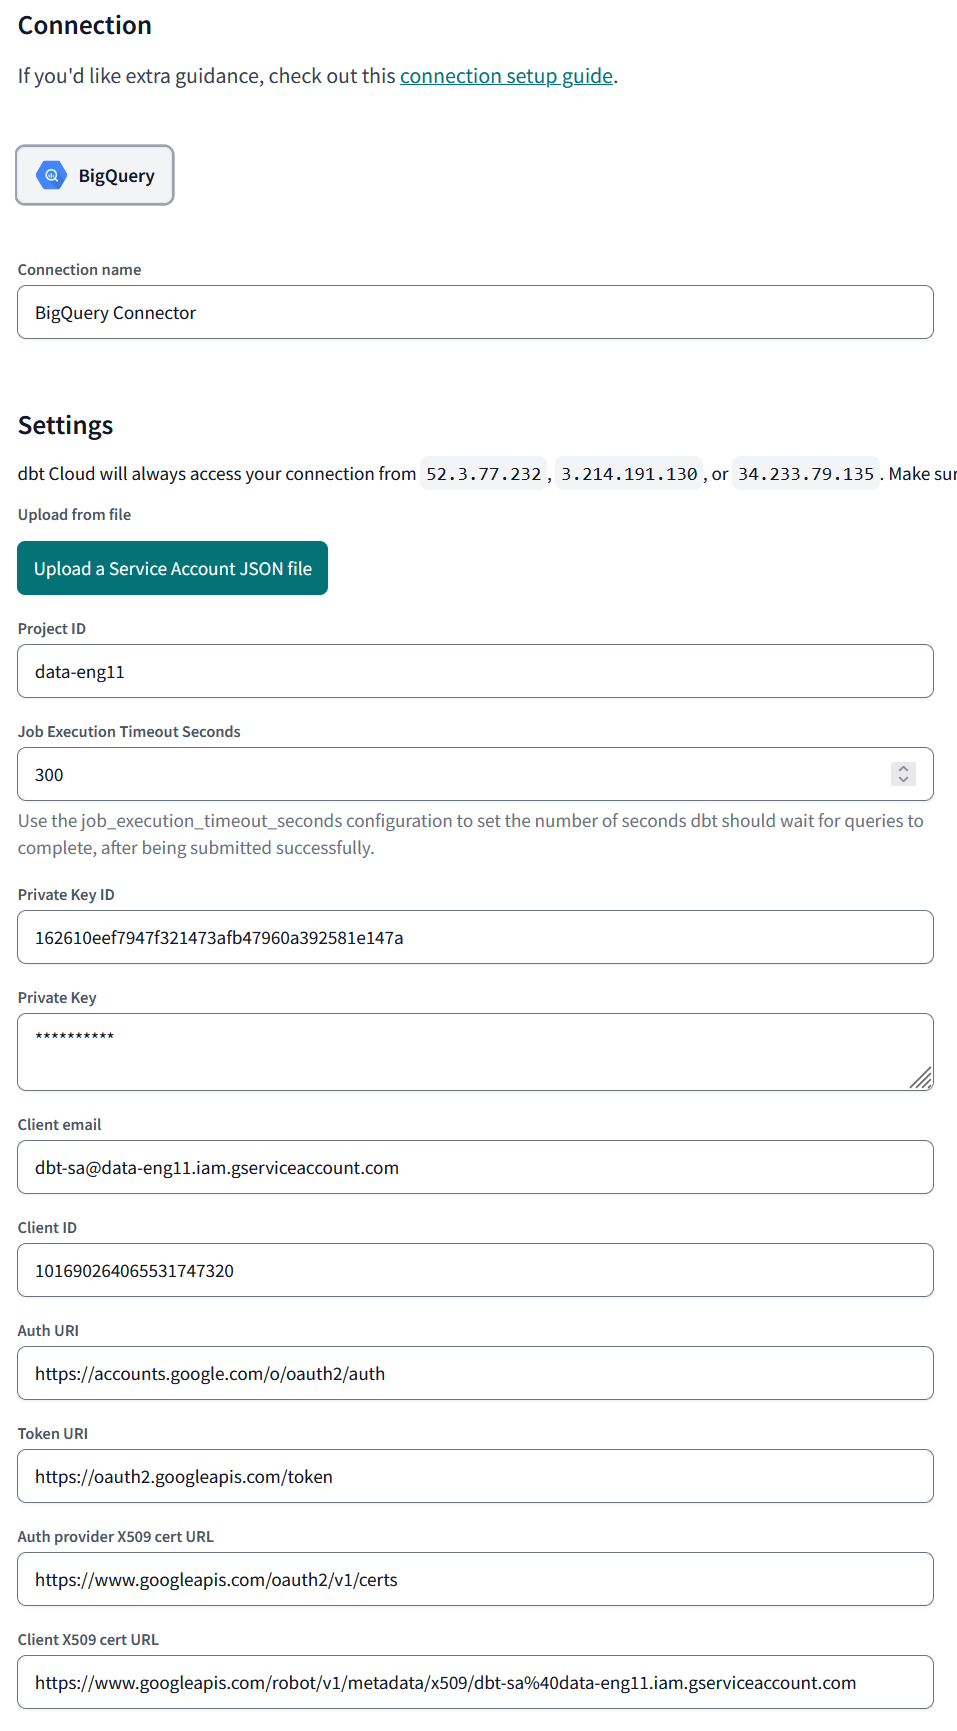 Connection
If you'd like extra guidance, check out this connection setup guide.
BigQuery
Connection name
BigQuery Connector
Settings
dbt Cloud will always access your connection from 52.3.77.232, 3.214.191.130, or 34.233.79.135. Make sur
Upload from file
Upload a Service Account JSON file
Project ID
data-eng11
Job Execution Timeout Seconds
300
Use the job_execution_timeout_seconds configuration to set the number of seconds dbt should wait for queries to
complete, after being submitted successfully.
Private Key ID
162610eef7947f321473afb47960a392581e147a
Private Key
**********
Client email
dbt-sa@data-eng11.iam.gserviceaccount.com
Client ID
101690264065531747320
Auth URI
https://accounts.google.com/o/oauth2/auth
Token URI
https://oauth2.googleapis.com/token
Auth provider X509 cert URL
https://www.googleapis.com/oauth2/v1/certs
Client X509 cert URL
https://www.googleapis.com/robot/v1/metadata/x509/dbt-sa%40data-eng11.iam.gserviceaccount.com